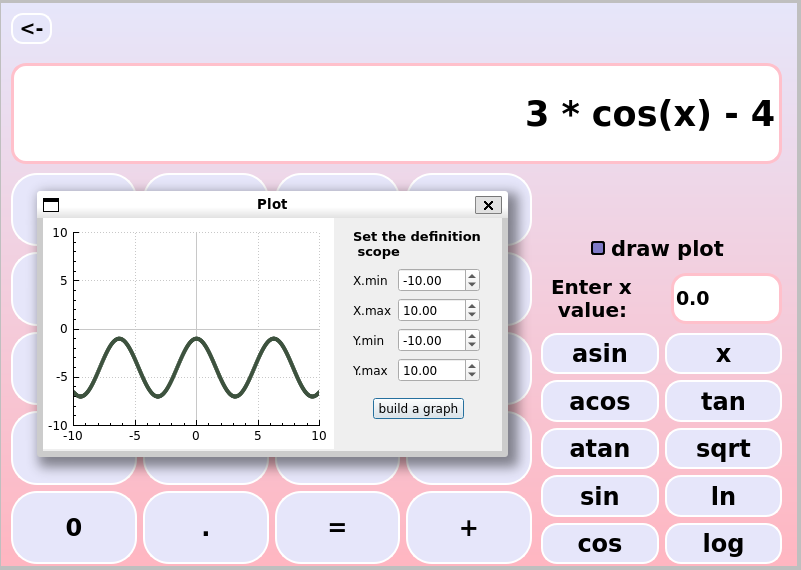 <-
3 * cos(x) - 4
Plot
10
5
0
-5
-10
-10 -5 0 5 10
Set the definition
scope
X.min -10.00
X.max 10.00
Y.min -10.00
Y.max 10.00
build a graph
draw plot
Enter x
value:
0.0
asin x
acos tan
atan sqrt
sin ln
cos log
0 . = +